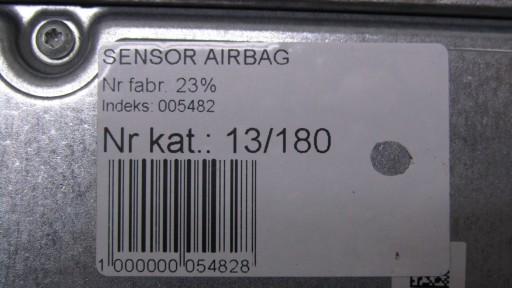 SENSOR AIRBAG
Nr fabr. 23%
Indeks: 005482
Nr kat.: 13/180
1 000000 054828